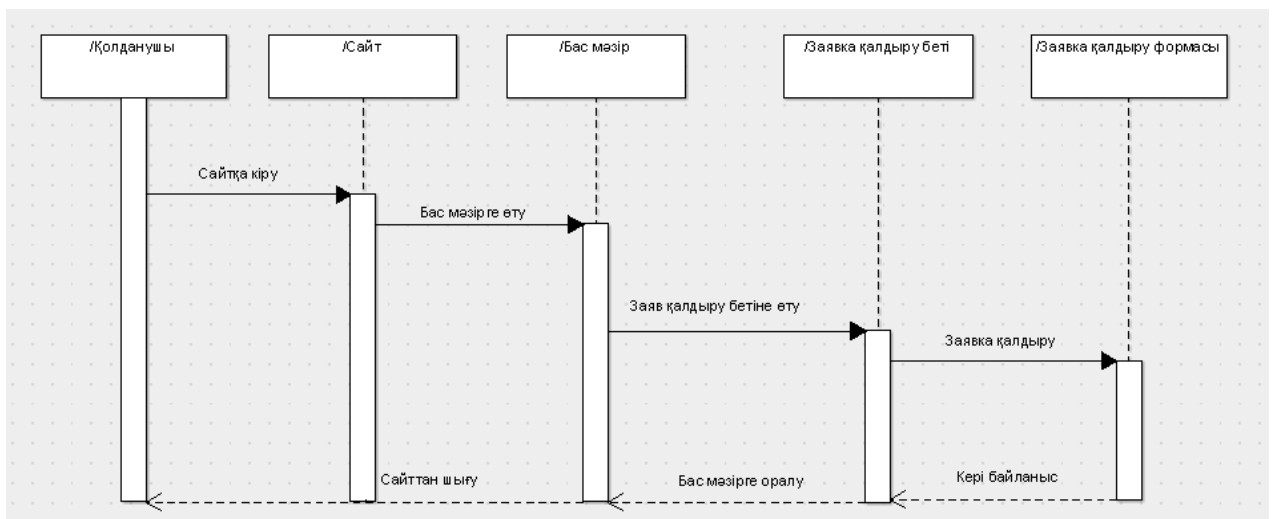 /Қолданушы
/Сайт
/Бас мәзір
/Заявка қалдыру беті
/Заявка қалдыру формасы
Сайтқа кіру
Бас мәзірге өту
Заяв қалдыру бетіне өту
Заявка қалдыру
Сайттан шығу
Бас мәзірге оралу
Кері байланыс